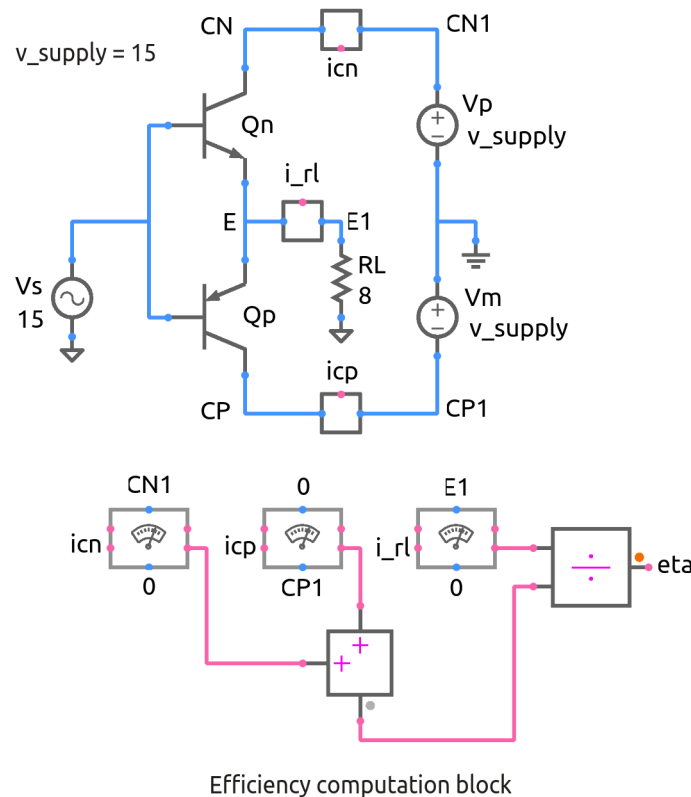 CN
CN1
v_supply = 15
icn
Qn
Vp
v_supply
i_rl
E
E1
RL
8
Vs
15
Qp
Vm
v_supply
icp
CP
CP1
CN1
0
E1
icn
icp
i_rl
eta
0
CP1
0
Efficiency computation block